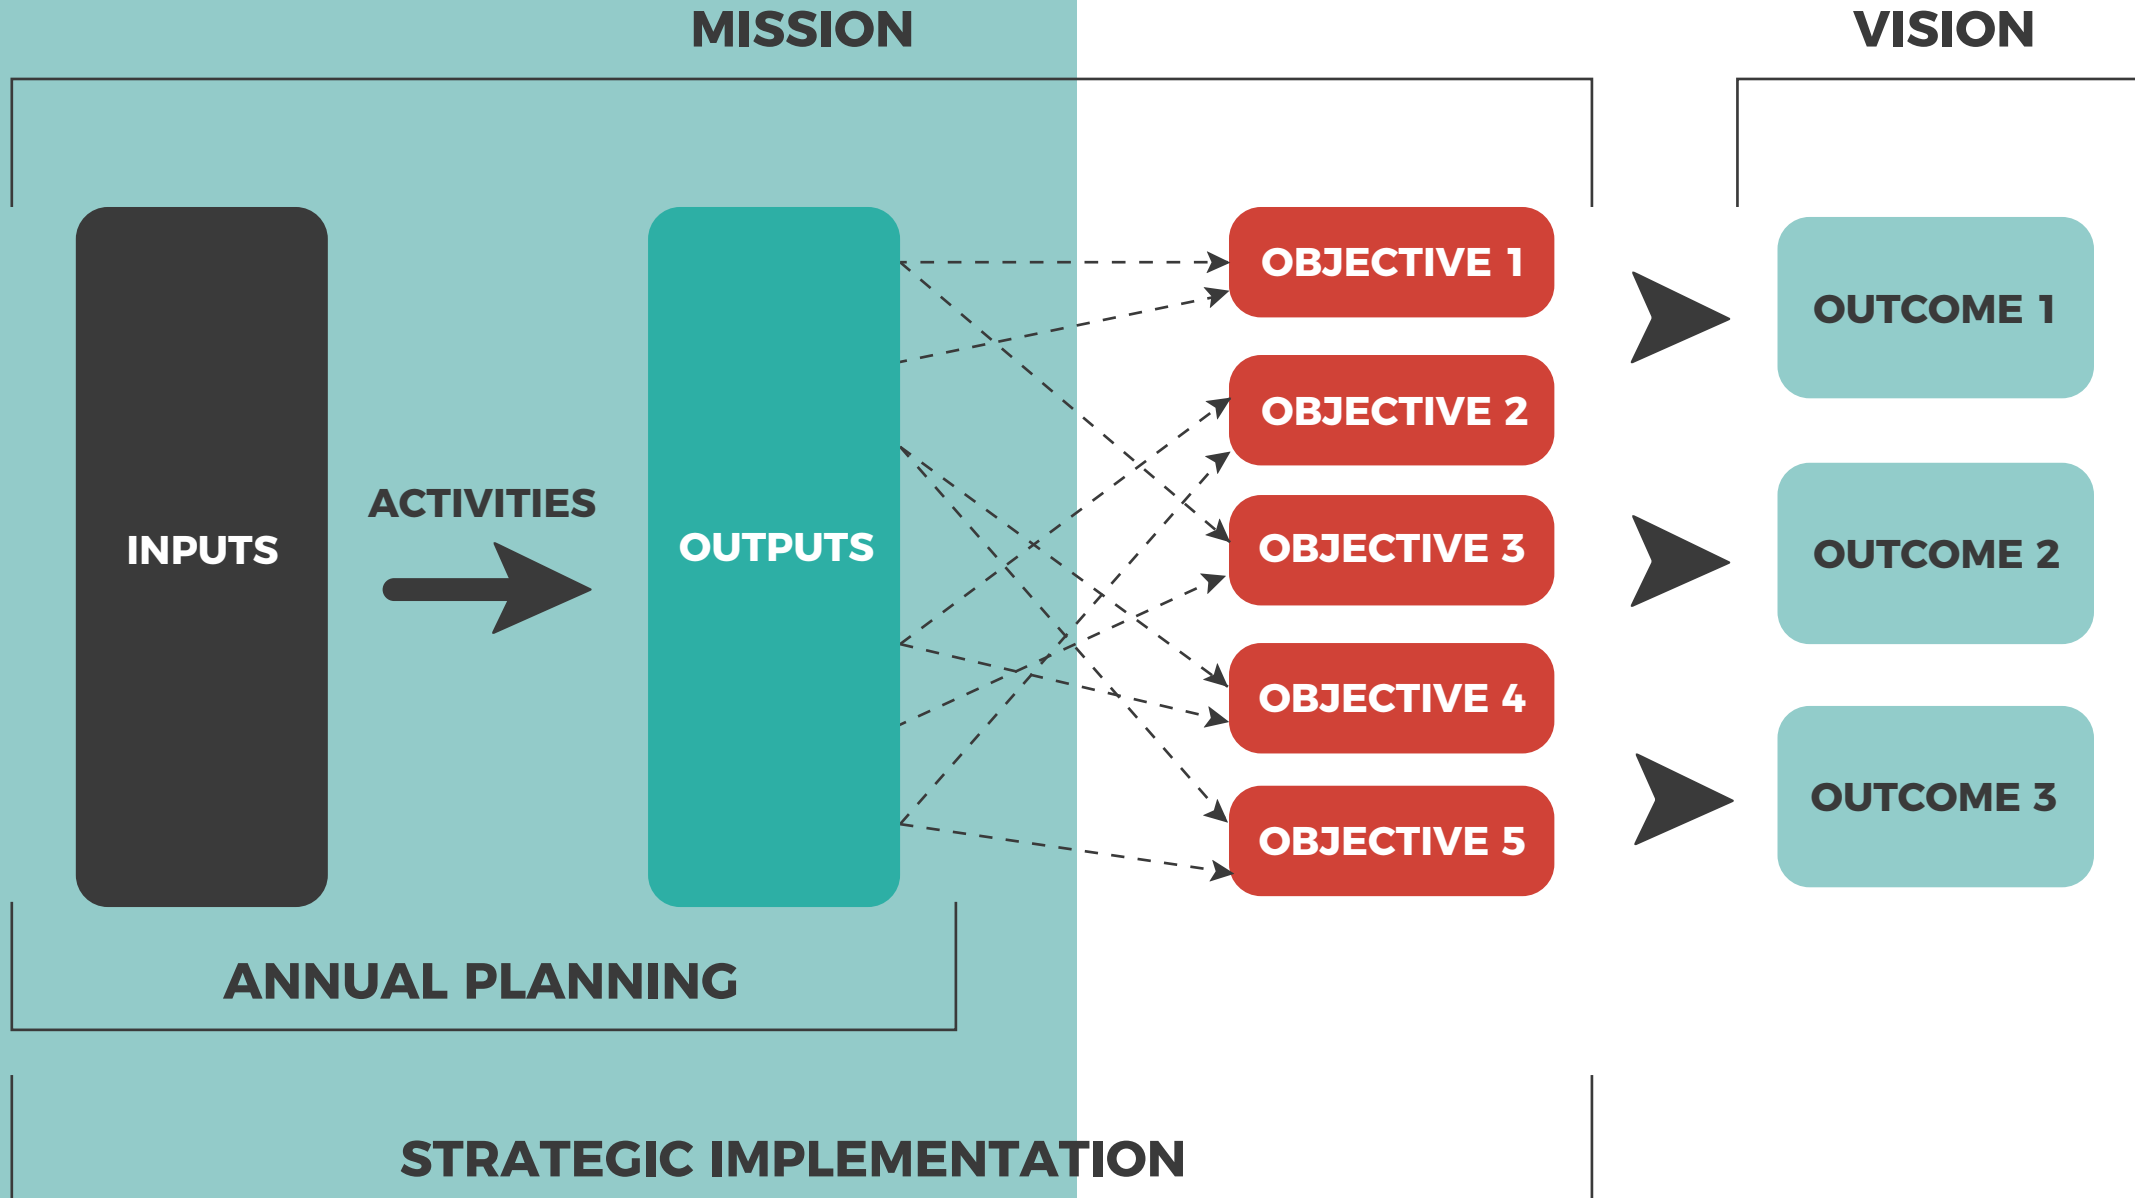 MISSION
VISION
INPUTS
ACTIVITIES
OUTPUTS
OBJECTIVE 1
OBJECTIVE 2
OBJECTIVE 3
OBJECTIVE 4
OBJECTIVE 5
OUTCOME 1
OUTCOME 2
OUTCOME 3
ANNUAL PLANNING
STRATEGIC IMPLEMENTATION